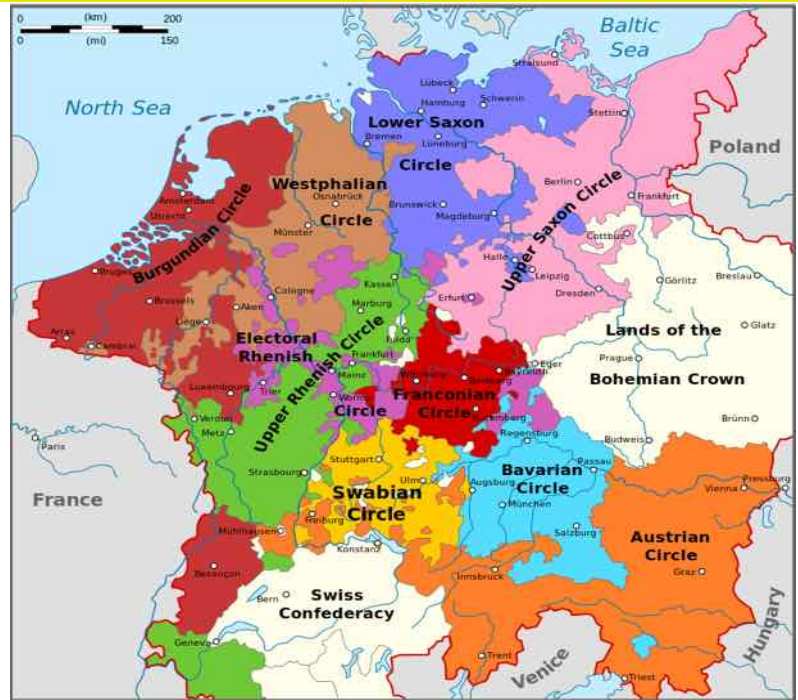 0 (km) 200
0 (mi) 150
Baltic
Sea
North Sea
Stralsund
Lübeck
Schwerin
Hamburg
Stettin
Lower Saxon
Circle
Bremen
Lüneburg
Poland
Westphalian
Circle
Osnabrück
Berlin
Frankfurt
Amsterdam
Utrecht
Brunswick
Magdeburg
Upper Saxon Circle
Münster
Cottbus
Burgundian Circle
Halle
Leipzig
Görlitz
Breslau
Bruges
Kassel
Cologne
Erfurt
Dresden
Brussels
Aken
Marburg
Liège
Glatz
Lands of the
Bohemian Crown
Arras
Cambrai
Electoral
Rhenish
Circle
Fulda
Frankfurt
Eger
Prague
Mainz
Bayreuth
Trier
Luxembourg
Worms
Franconian
Circle
Upper Rhenish Circle
Verdun
Metz
Regensburg
Budweis
Brünn
Paris
Stuttgart
Bavarian
Circle
Passau
Strasbourg
Ulm
Augsburg
Vienna
Pressburg
France
Swabian
Circle
München
Freiburg
Mulhausen
Salzburg
Austrian
Circle
Konstanz
Besançon
Innsbruck
Graz
Bern
Swiss
Confederacy
Geneva
Trent
Venice
Triest
Hungary